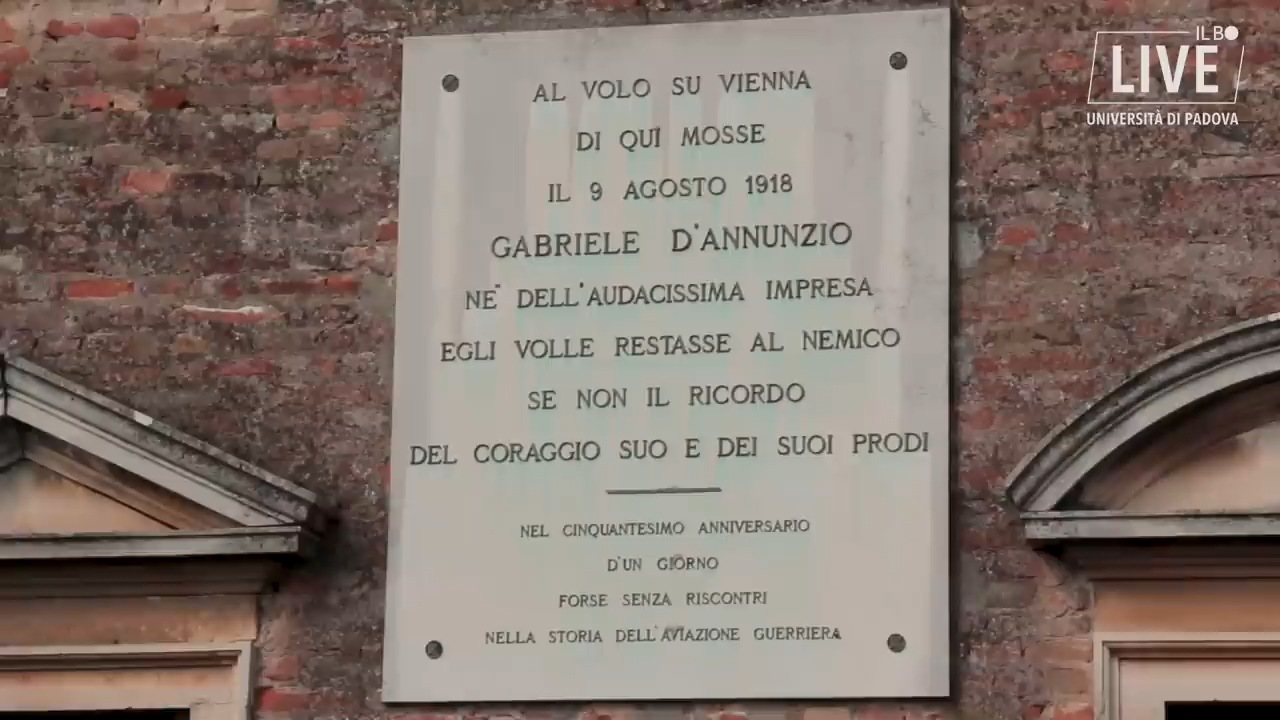 IL BO
LIVE
UNIVERSITÀ DI PADOVA
AL VOLO SU VIENNA
DI QUI MOSSE
IL 9 AGOSTO 1918
GABRIELE D'ANNUNZIO
NE' DELL'AUDACISSIMA IMPRESA
EGLI VOLLE RESTASSE AL NEMICO
SE NON IL RICORDO
DEL CORAGGIO SUO E DEI SUOI PRODI
NEL CINQUANTESIMO ANNIVERSARIO
D'UN GIORNO
FORSE SENZA RISCONTRI
NELLA STORIA DELL'AVIAZIONE GUERRIERA